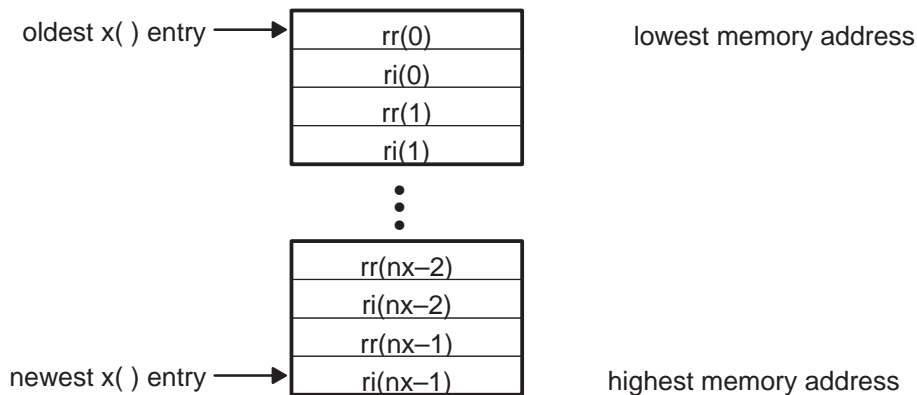 oldest x( ) entry rr(0) lowest memory address
ri(0)
rr(1)
ri(1)
rr(nx–2)
ri(nx–2)
rr(nx–1)
newest x( ) entry ri(nx–1) highest memory address